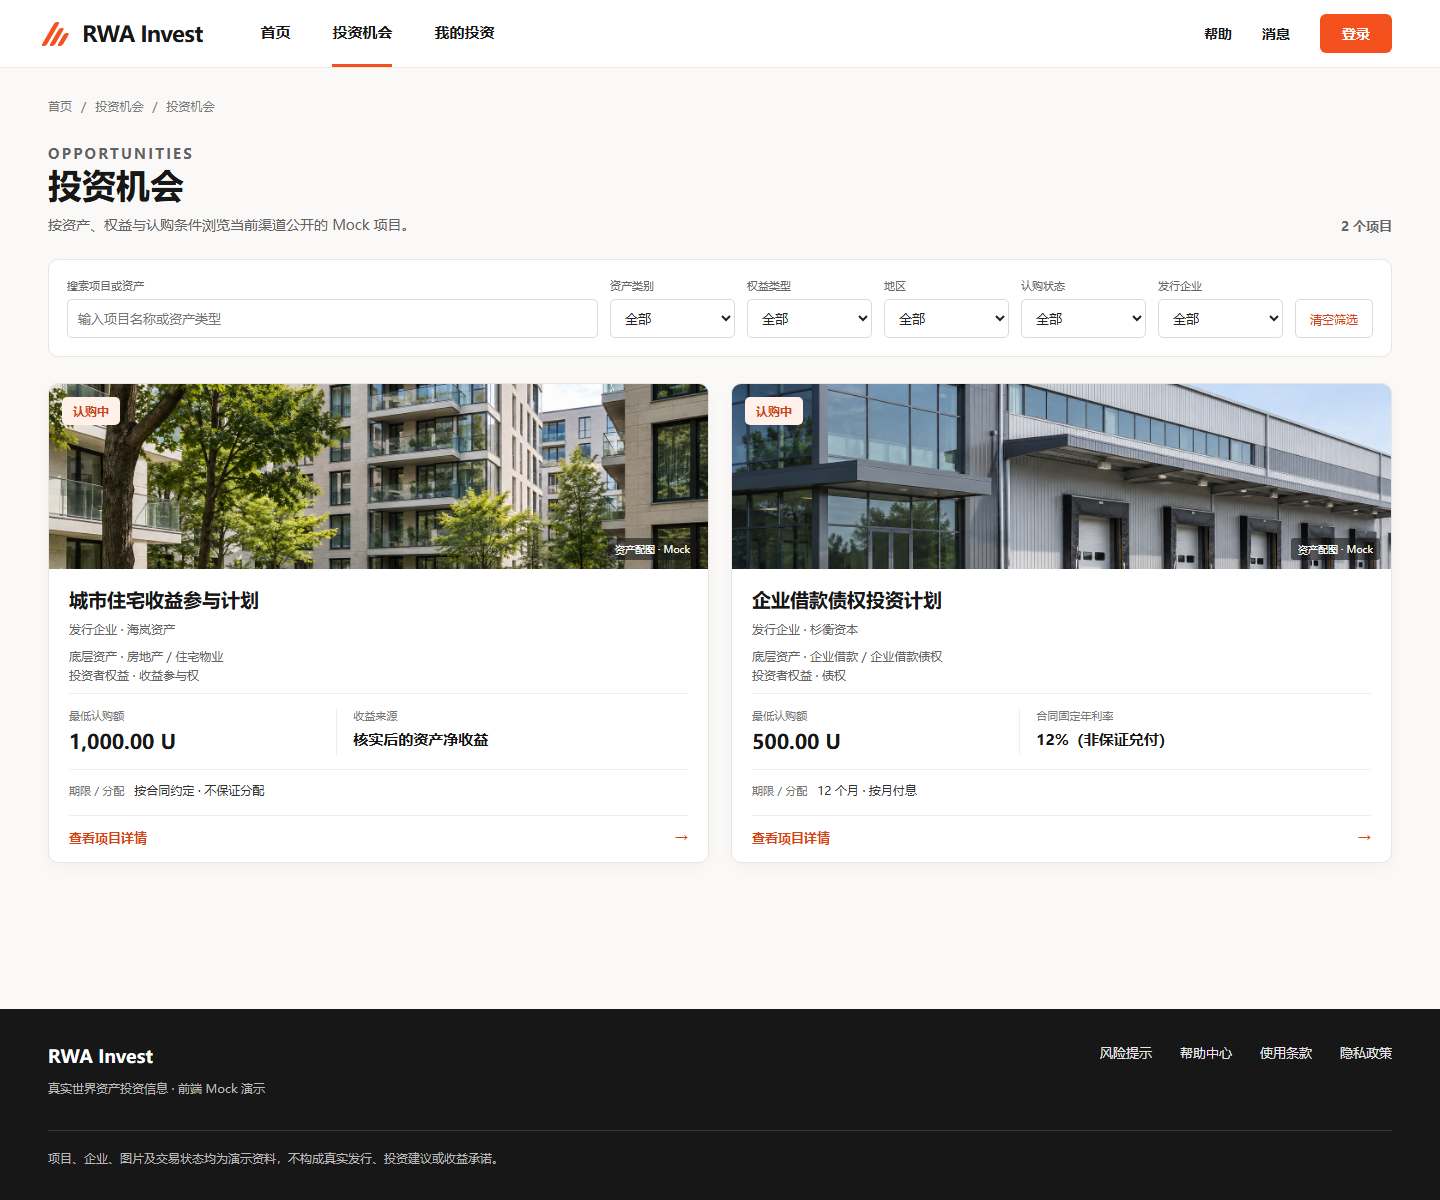 RWA Invest
首页
投资机会
我的投资
帮助
消息
登录
首页 / 投资机会 / 投资机会
OPPORTUNITIES
投资机会
按资产、权益与认购条件浏览当前渠道公开的 Mock 项目。
2 个项目
搜索项目或资产
资产类别
权益类型
地区
认购状态
发行企业
输入项目名称或资产类型
全部
全部
全部
全部
全部
清空筛选
认购中
资产配图 · Mock
城市住宅收益参与计划
发行企业 · 海岚资产
底层资产 · 房地产 / 住宅物业
投资者权益 · 收益参与权
最低认购额
1,000.00 U
收益来源
核实后的资产净收益
期限 / 分配 按合同约定 · 不保证分配
查看项目详情 →
认购中
资产配图 · Mock
企业借款债权投资计划
发行企业 · 杉衡资本
底层资产 · 企业借款 / 企业借款债权
投资者权益 · 债权
最低认购额
500.00 U
合同固定年利率
12%（非保证兑付）
期限 / 分配 12 个月 · 按月付息
查看项目详情 →
RWA Invest
真实世界资产投资信息 · 前端 Mock 演示
风险提示
帮助中心
使用条款
隐私政策
项目、企业、图片及交易状态均为演示资料，不构成真实发行、投资建议或收益承诺。